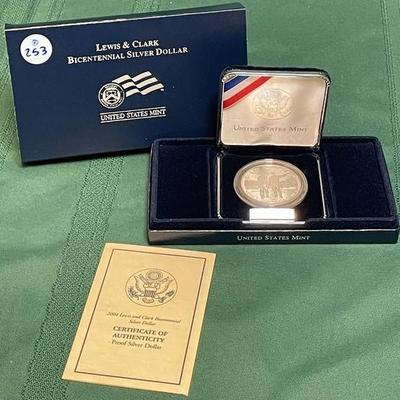 253
LEWIS & CLARK
BICENTENNIAL SILVER DOLLAR
UNITED STATES MINT
UNITED STATES MINT
UNITED STATES MINT
2004 Lewis and Clark Bicentennial
Silver Dollar
CERTIFICATE OF
AUTHENTICITY
Proof Silver Dollar